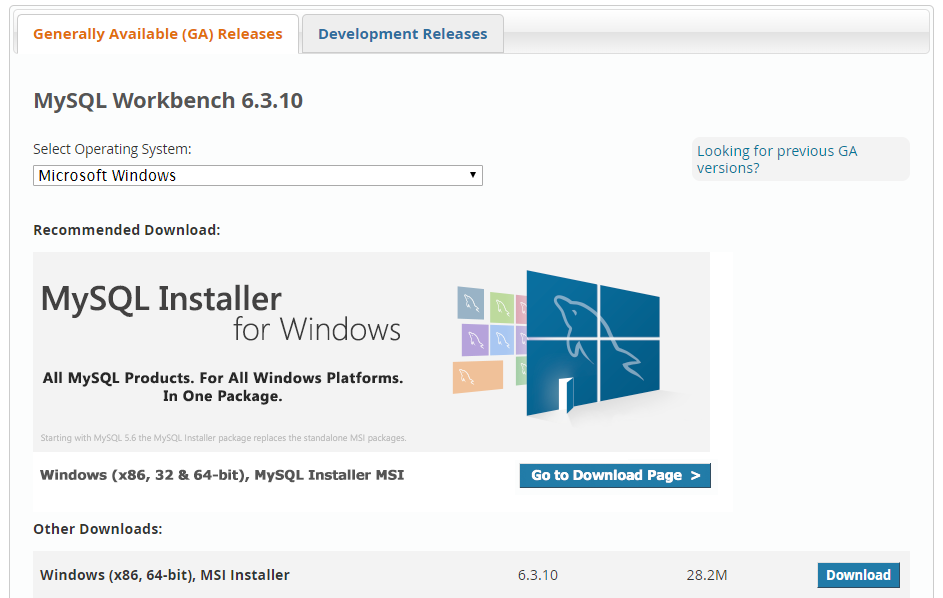 Generally Available (GA) Releases
Development Releases
MySQL Workbench 6.3.10
Select Operating System:
Microsoft Windows
Looking for previous GA
versions?
Recommended Download:
MySQL Installer
for Windows
All MySQL Products. For All Windows Platforms.
In One Package.
Starting with MySQL 5.6 the MySQL Installer package replaces the standalone MSI packages.
Windows (x86, 32 & 64-bit), MySQL Installer MSI
Go to Download Page >
Other Downloads:
Windows (x86, 64-bit), MSI Installer
6.3.10
28.2M
Download